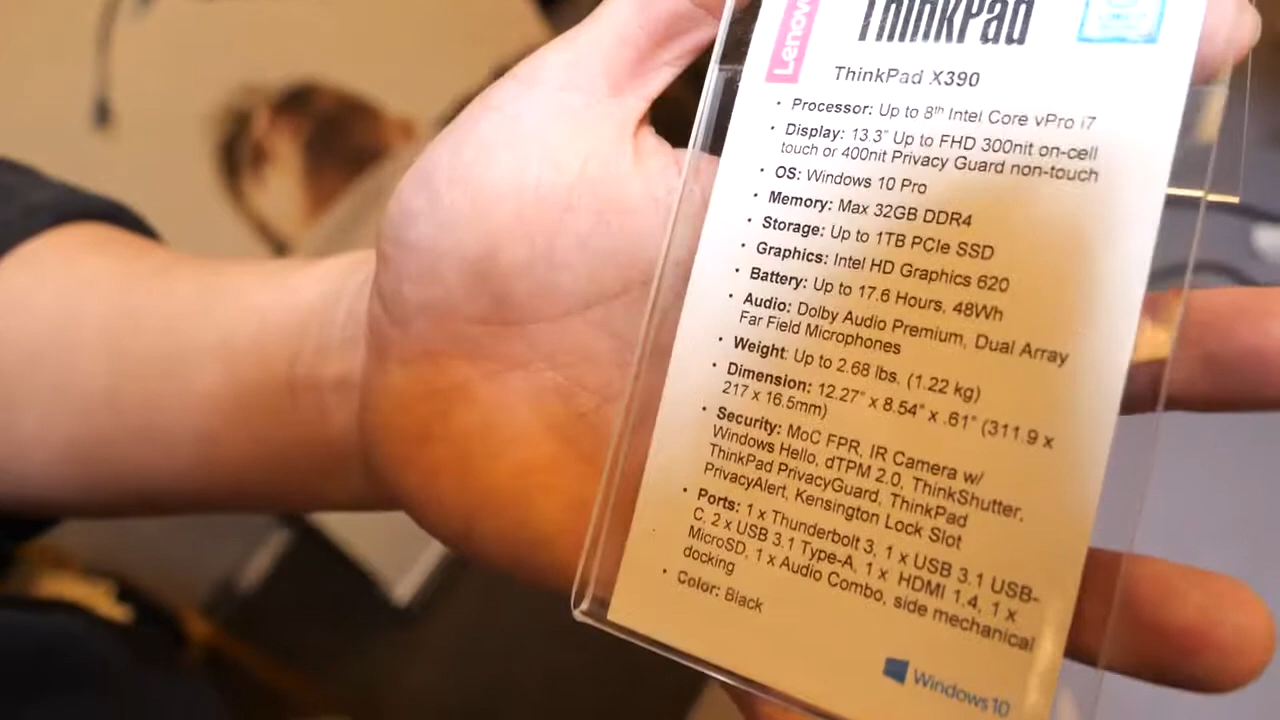 Lenovo
ThinkPad
ThinkPad X390
• Processor: Up to 8th Intel Core vPro i7
• Display: 13.3" Up to FHD 300nit on-cell
touch or 400nit Privacy Guard non-touch
• OS: Windows 10 Pro
• Memory: Max 32GB DDR4
• Storage: Up to 1TB PCIe SSD
• Graphics: Intel HD Graphics 620
• Battery: Up to 17.6 Hours, 48Wh
• Audio: Dolby Audio Premium, Dual Array
Far Field Microphones
• Weight: Up to 2.68 lbs. (1.22 kg)
• Dimension: 12.27" x 8.54" x .61" (311.9 x
217 x 16.5mm)
• Security: MoC FPR, IR Camera w/
Windows Hello, dTPM 2.0, ThinkShutter,
ThinkPad PrivacyGuard, ThinkPad
PrivacyAlert, Kensington Lock Slot
• Ports: 1 x Thunderbolt 3, 1 x USB 3.1 USB-
C, 2 x USB 3.1 Type-A, 1 x HDMI 1.4, 1 x
MicroSD, 1 x Audio Combo, side mechanical
docking
• Color: Black
Windows 10